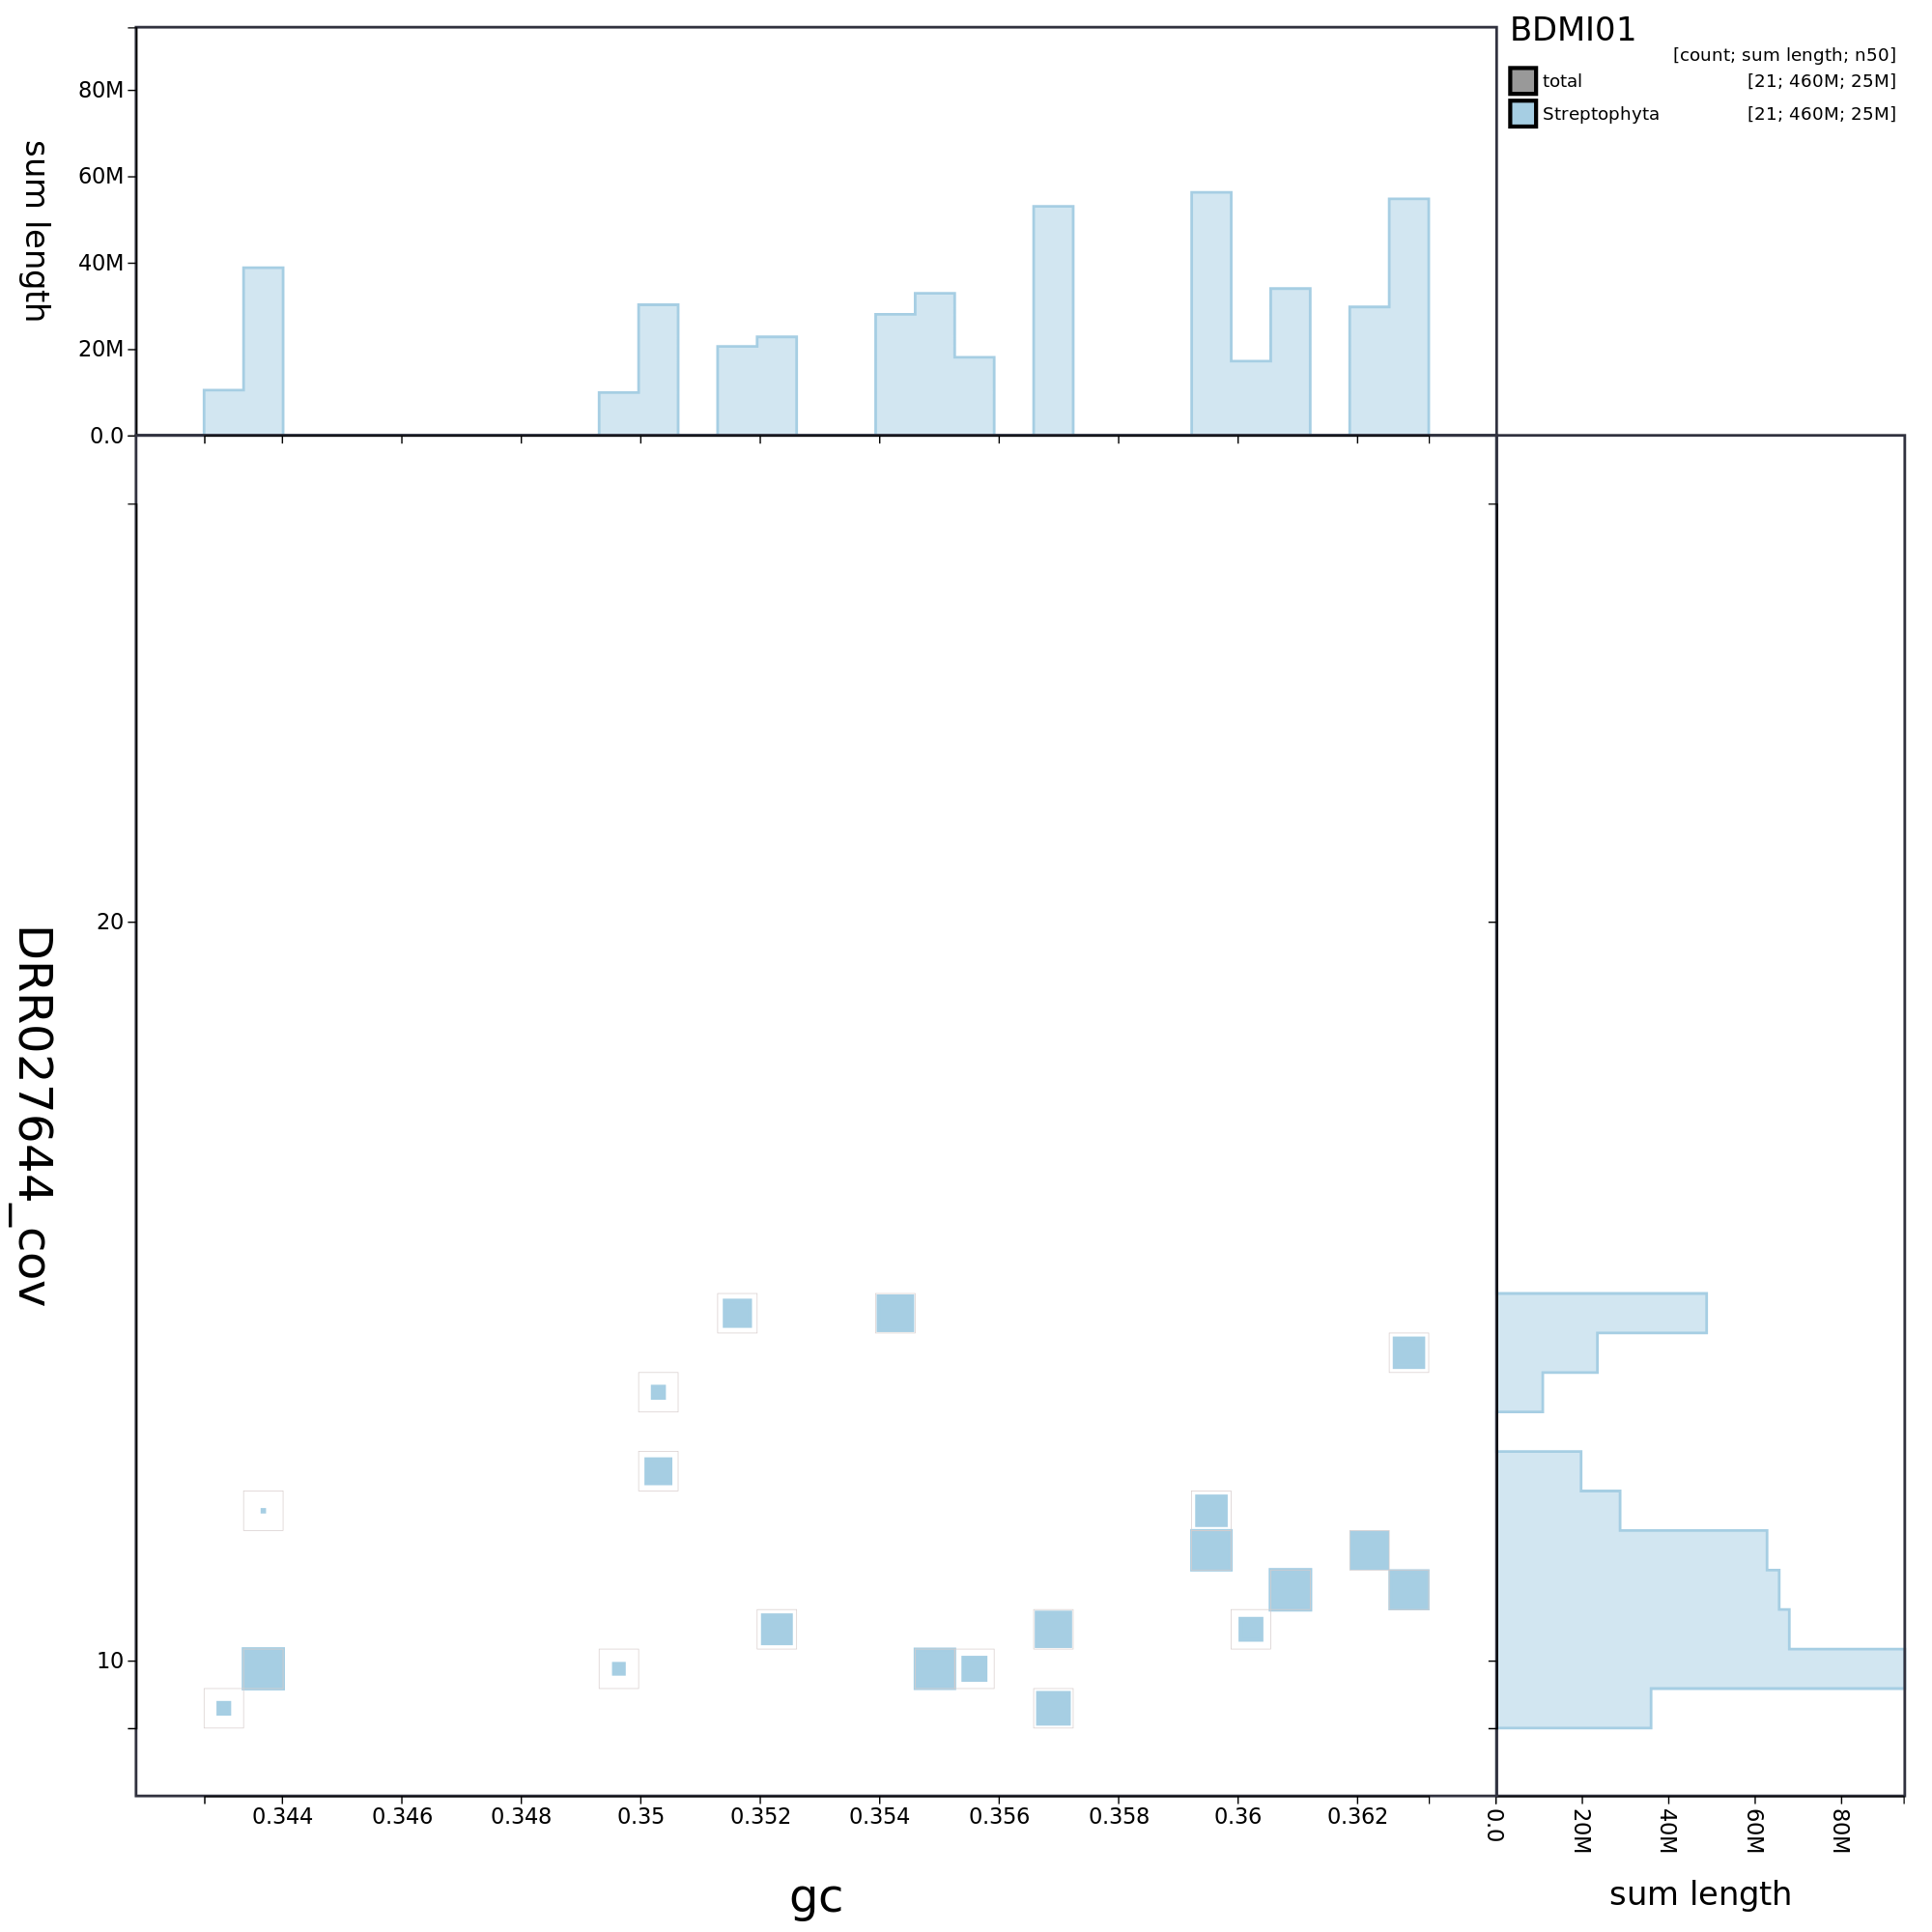 BDMI01
[count; sum length; n50]
total [21; 460M; 25M]
Streptophyta [21; 460M; 25M]
sum length
80M
60M
40M
20M
0.0
DRR027644_cov
20
10
0.344 0.346 0.348 0.35 0.352 0.354 0.356 0.358 0.36 0.362
gc
0.0 20M 40M 60M 80M
sum length